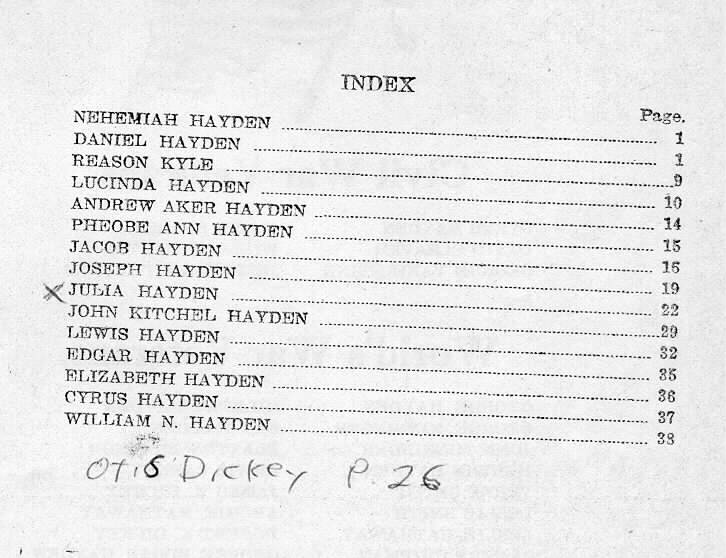 INDEX
Page.
NEHEMIAH HAYDEN 1
DANIEL HAYDEN 1
REASON KYLE 9
LUCINDA HAYDEN 10
ANDREW AKER HAYDEN 14
PHEOBE ANN HAYDEN 15
JACOB HAYDEN 16
JOSEPH HAYDEN 19
X JULIA HAYDEN 22
JOHN KITCHEL HAYDEN 29
LEWIS HAYDEN 32
EDGAR HAYDEN 35
ELIZABETH HAYDEN 36
CYRUS HAYDEN 37
WILLIAM N. HAYDEN 38
Otis Dickey P. 26